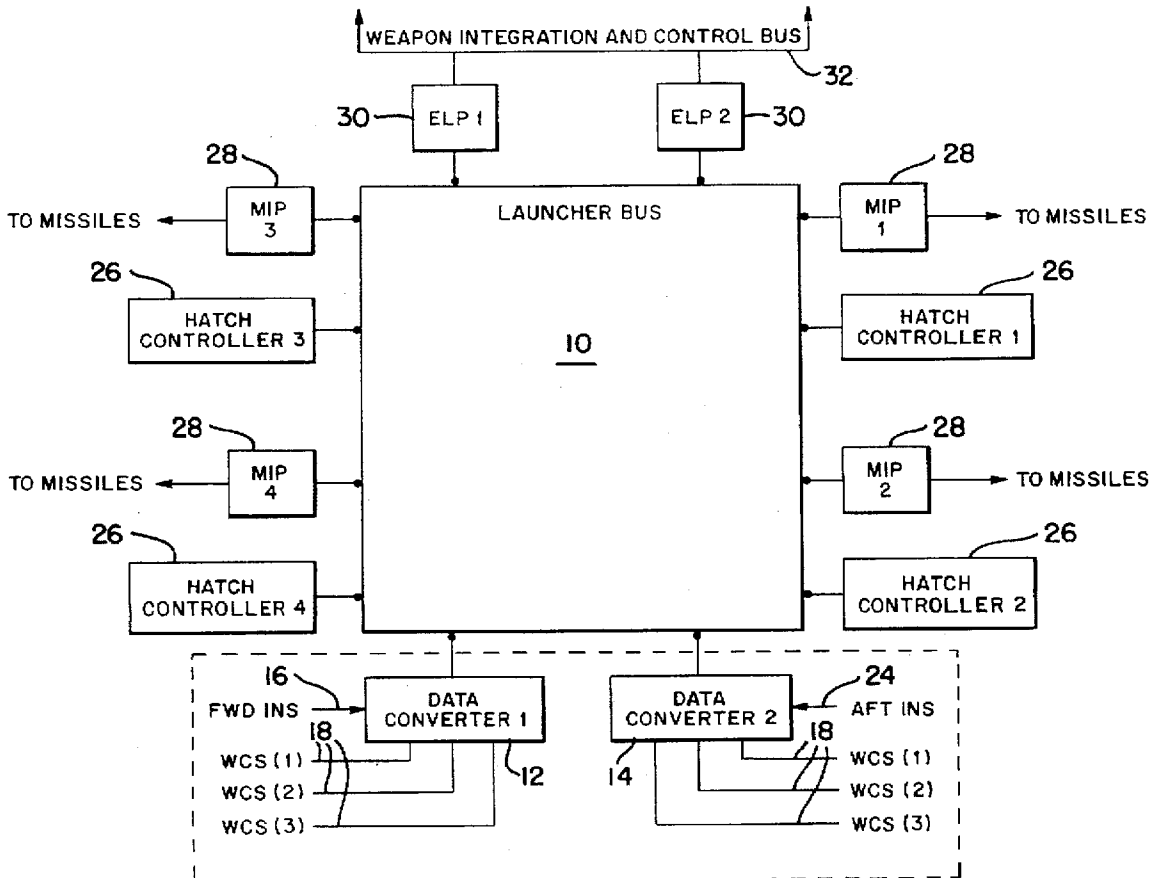 WEAPON INTEGRATION AND CONTROL BUS
32
30
ELP 1
ELP 2
30
28
28
LAUNCHER BUS
TO MISSILES
MIP
3
MIP
1
TO MISSILES
26
26
HATCH
CONTROLLER 3
HATCH
CONTROLLER 1
10
28
28
TO MISSILES
MIP
4
MIP
2
TO MISSILES
26
26
HATCH
CONTROLLER 4
HATCH
CONTROLLER 2
16
24
FWD INS
DATA
CONVERTER 1
DATA
CONVERTER 2
AFT INS
18
12
14
18
WCS (1)
WCS (1)
WCS (2)
WCS (2)
WCS (3)
WCS (3)